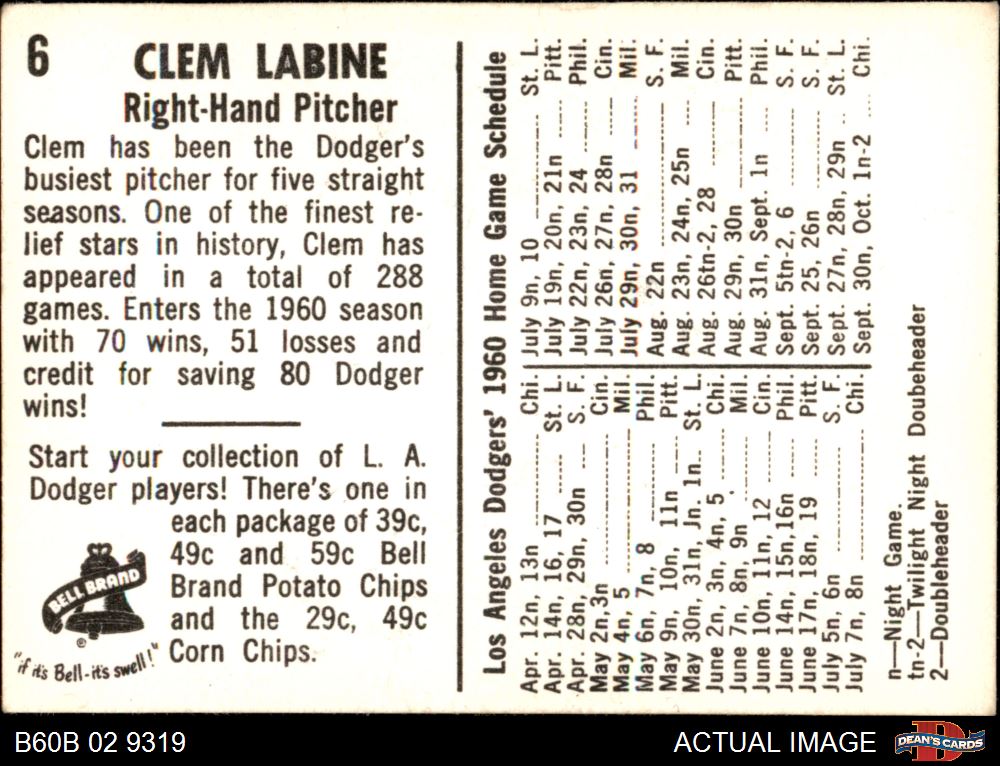 6
CLEM LABINE
Right-Hand Pitcher
Clem has been the Dodger's
busiest pitcher for five straight
seasons. One of the finest re-
lief stars in history, Clem has
appeared in a total of 288
games. Enters the 1960 season
with 70 wins, 51 losses and
credit for saving 80 Dodger
wins!
Start your collection of L. A.
Dodger players! There's one in
each package of 39c,
49c and 59c Bell
Brand Potato Chips
and the 29c, 49c
Corn Chips.
BELL BRAND
®
"if it's Bell-it's swell!"
Los Angeles Dodgers' 1960 Home Game Schedule
Apr. 12n, 13n Chi.
Apr. 14n, 16, 17 St. L.
Apr. 28n, 29n, 30n S. F.
May 2n, 3n Cin.
May 4n, 5 Mil.
May 6n, 7n, 8 Phil.
May 9n, 10n, 11n Pitt.
May 30n, 31n, Jn. 1n St. L.
June 2n, 3n, 4n, 5 Chi.
June 7n, 8n, 9n Mil.
June 10n, 11n, 12 Cin.
June 14n, 15n, 16n Phil.
June 17n, 18n, 19 Pitt.
July 5n, 6n S. F.
July 7n, 8n Chi.
July 9n, 10 St. L.
July 19n, 20n, 21n Pitt.
July 22n, 23n, 24 Phil.
July 26n, 27n, 28n Cin.
July 29n, 30n, 31 Mil.
Aug. 22n S. F.
Aug. 23n, 24n, 25n Mil.
Aug. 26tn-2, 28 Cin.
Aug. 29n, 30n Pitt.
Aug. 31n, Sept. 1n Phil.
Sept. 5tn-2, 6 S. F.
Sept. 25, 26n S. F.
Sept. 27n, 28n, 29n St. L.
Sept. 30n, Oct. 1n-2 Chi.
n—Night Game.
tn-2—Twilight Night Doubeheader
2—Doubleheader
B60B 02 9319
ACTUAL IMAGE
DEAN'S CARDS